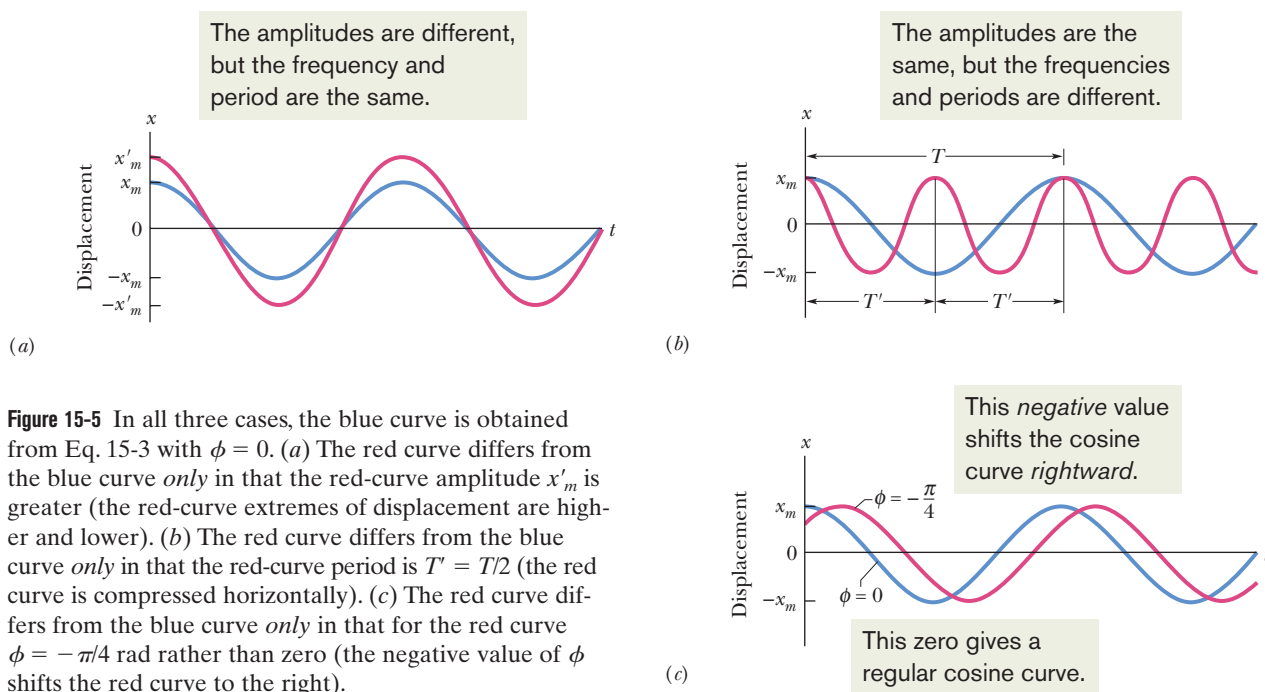 The amplitudes are different,
but the frequency and
period are the same.
x
x′m
xm
0
−xm
−x′m
Displacement
t
(a)
The amplitudes are the
same, but the frequencies
and periods are different.
x
T
xm
0
−xm
Displacement
T′
T′
(b)
Figure 15-5 In all three cases, the blue curve is obtained
from Eq. 15-3 with ϕ = 0. (a) The red curve differs from
the blue curve only in that the red-curve amplitude x′m is
greater (the red-curve extremes of displacement are high-
er and lower). (b) The red curve differs from the blue
curve only in that the red-curve period is T′ = T/2 (the red
curve is compressed horizontally). (c) The red curve dif-
fers from the blue curve only in that for the red curve
ϕ = −π/4 rad rather than zero (the negative value of ϕ
shifts the red curve to the right).
This negative value
shifts the cosine
curve rightward.
x
xm
ϕ = −π/4
0
−xm
ϕ = 0
Displacement
This zero gives a
regular cosine curve.
(c)